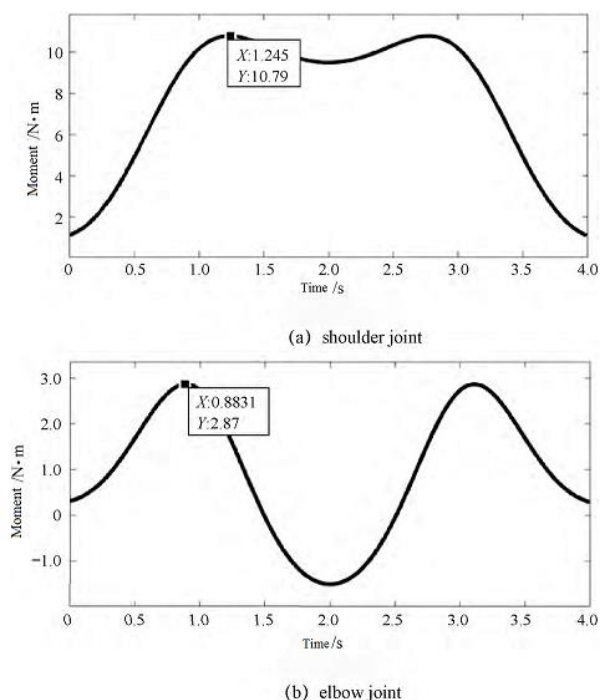 10
8
6
4
2
Moment /N•m
X:1.245
Y:10.79
0 0.5 1.0 1.5 2.0 2.5 3.0 3.5 4.0
Time /s
(a) shoulder joint
3.0
2.0
1.0
0
−1.0
Moment /N•m
X:0.8831
Y:2.87
0 0.5 1.0 1.5 2.0 2.5 3.0 3.5 4.0
Time /s
(b) elbow joint